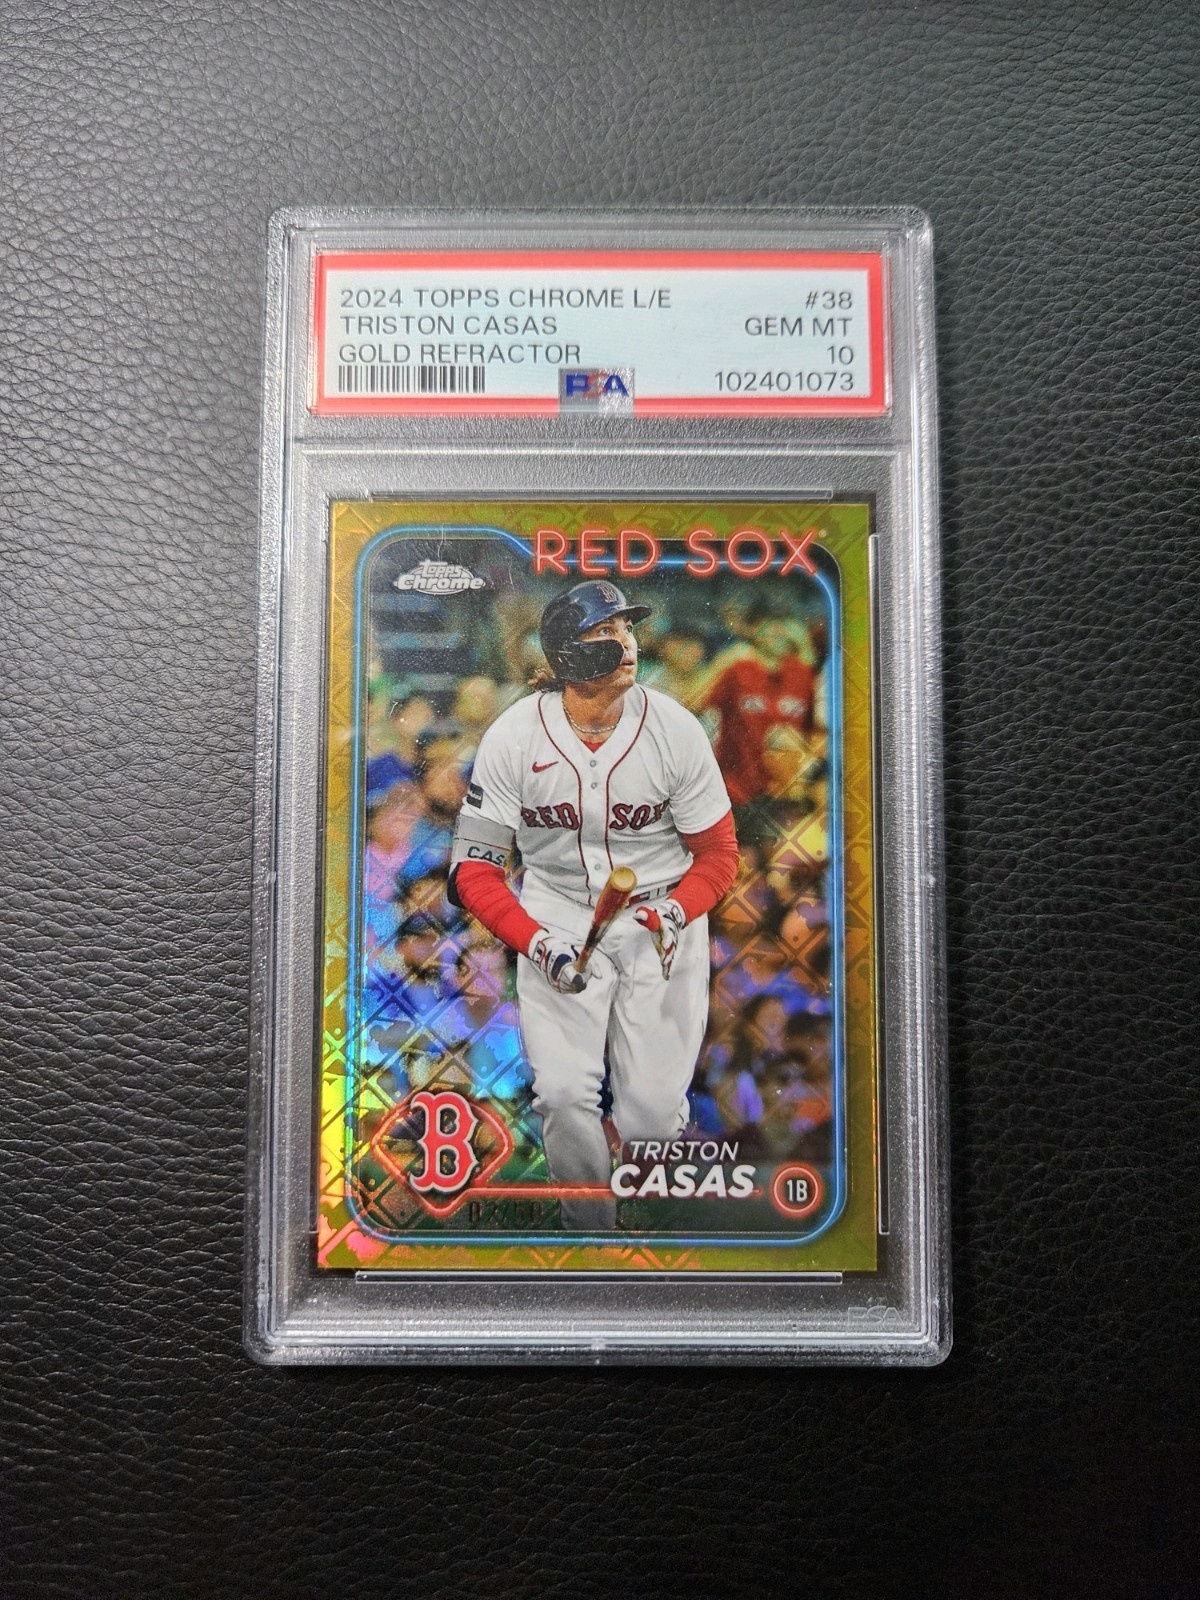 2024 TOPPS CHROME L/E #38
TRISTON CASAS GEM MT
GOLD REFRACTOR 10
PSA 102401073
RED SOX
TOPPS
Chrome
RED SOX
CAS
B
TRISTON
CASAS
1B
PSA